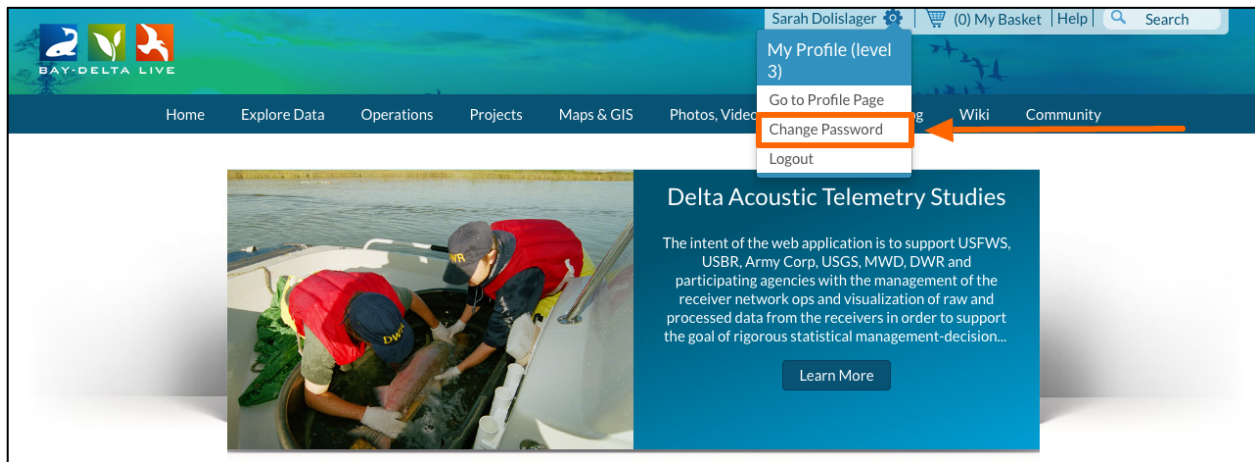 Sarah Dolislager
(0) My Basket | Help |
Search
BAY-DELTA LIVE
My Profile (level
3)
Go to Profile Page
Change Password
Logout
Home Explore Data Operations Projects Maps & GIS Photos, Wiki Community
Delta Acoustic Telemetry Studies
The intent of the web application is to support USFWS,
USBR, Army Corp, USGS, MWD, DWR and
participating agencies with the management of the
receiver network ops and visualization of raw and
processed data from the receivers in order to support
the goal of rigorous statistical management-decision...
Learn More
DWR